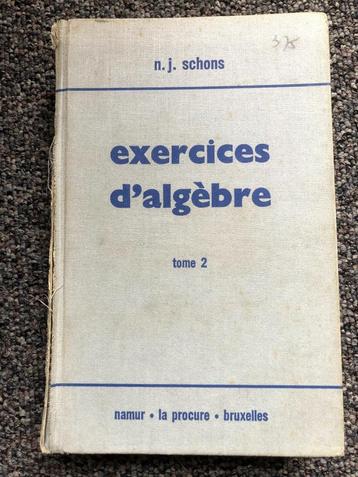 n. j. schons
exercices
d'algèbre
tome 2
namur • la procure • bruxelles